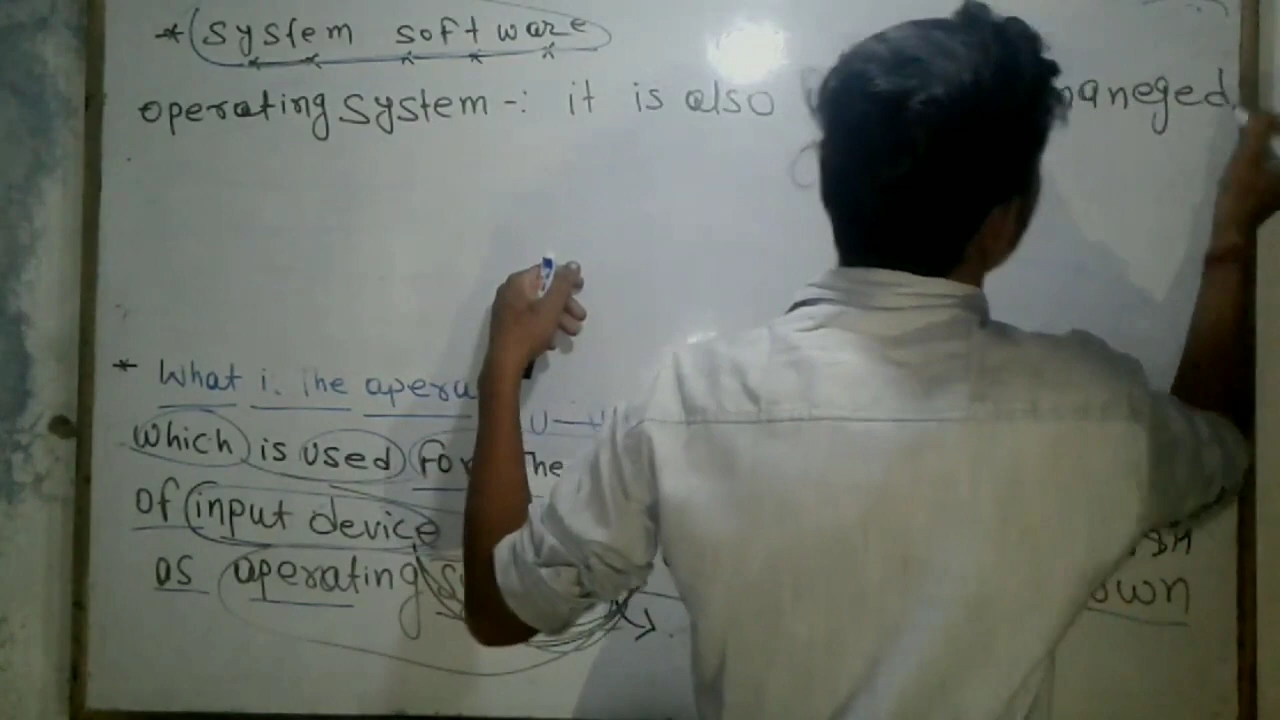 * System software
operating system -: it is also maneged
* What i. The opera
which is used for The
of input device
as operating
own